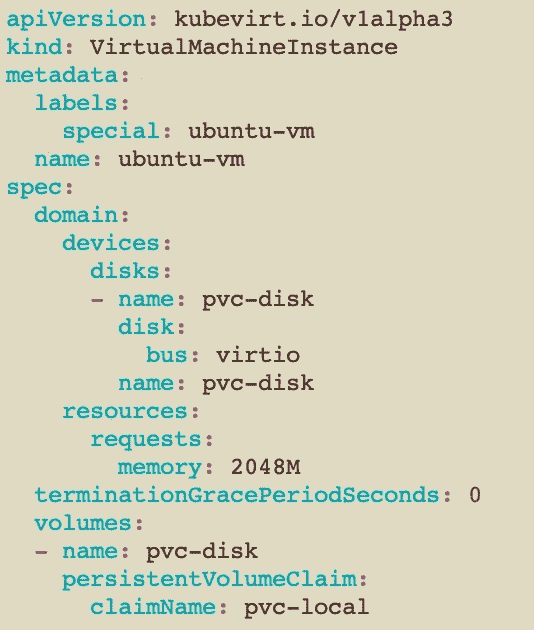 apiVersion: kubevirt.io/v1alpha3
kind: VirtualMachineInstance
metadata:
  labels:
    special: ubuntu-vm
  name: ubuntu-vm
spec:
  domain:
    devices:
      disks:
      - name: pvc-disk
        disk:
          bus: virtio
        name: pvc-disk
    resources:
      requests:
        memory: 2048M
  terminationGracePeriodSeconds: 0
  volumes:
  - name: pvc-disk
    persistentVolumeClaim:
      claimName: pvc-local